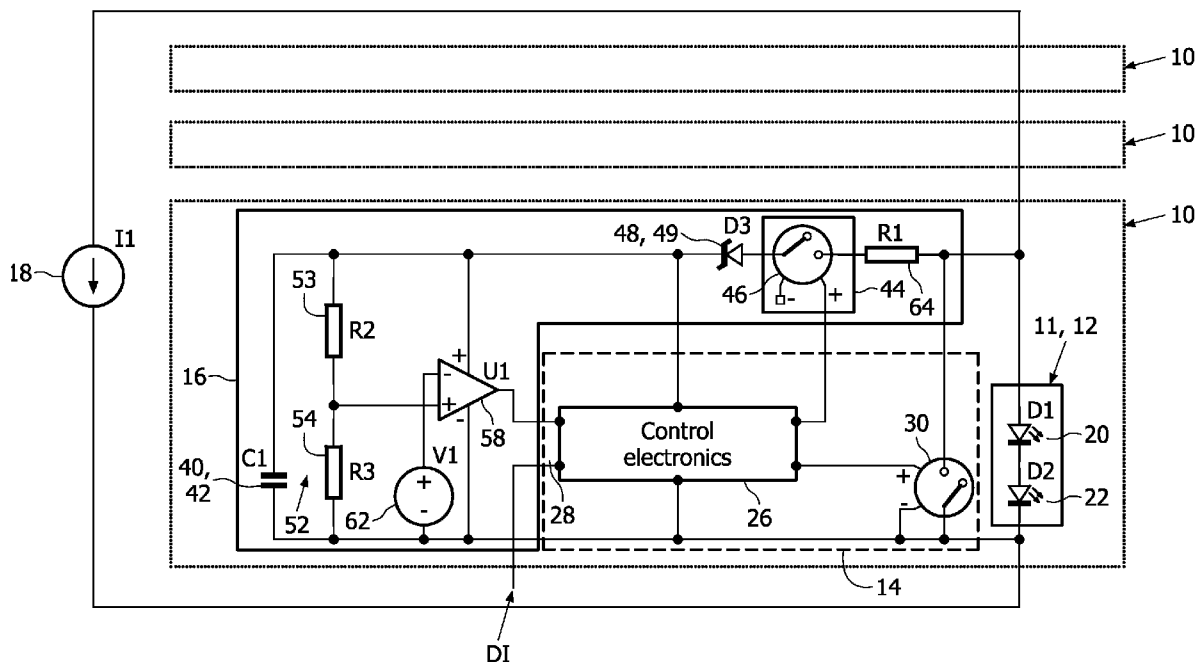 10
10
10
I1
18
48, 49
D3
R1
46
-
+
44
64
53
R2
16
+
-
U1
+
-
58
54
R3
C1
40,
42
52
V1
+
-
62
Control
electronics
28
26
30
+
-
11, 12
D1
20
D2
22
14
DI